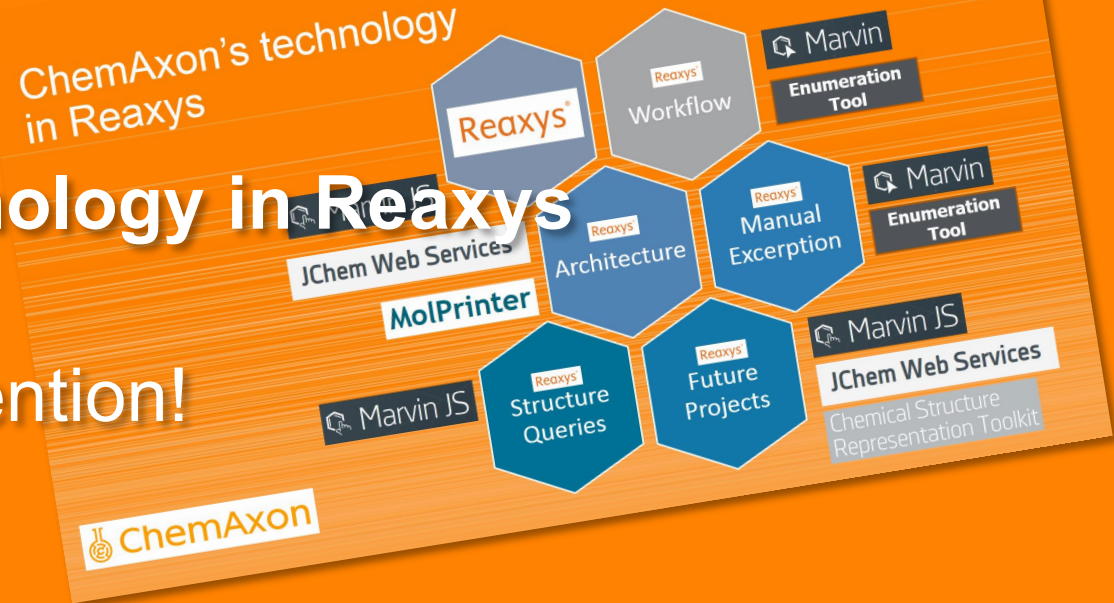 ChemAxon's technology
in Reaxys
nology in Reaxys
ention!
Reaxys®
Reaxys®
Workflow
Marvin
Enumeration
Tool
Marvin JS
JChem Web Services
MolPrinter
Reaxys®
Architecture
Reaxys®
Manual
Excerption
Marvin
Enumeration
Tool
Marvin JS
Reaxys®
Structure
Queries
Reaxys®
Future
Projects
Marvin JS
JChem Web Services
Chemical Structure
Representation Toolkit
ChemAxon